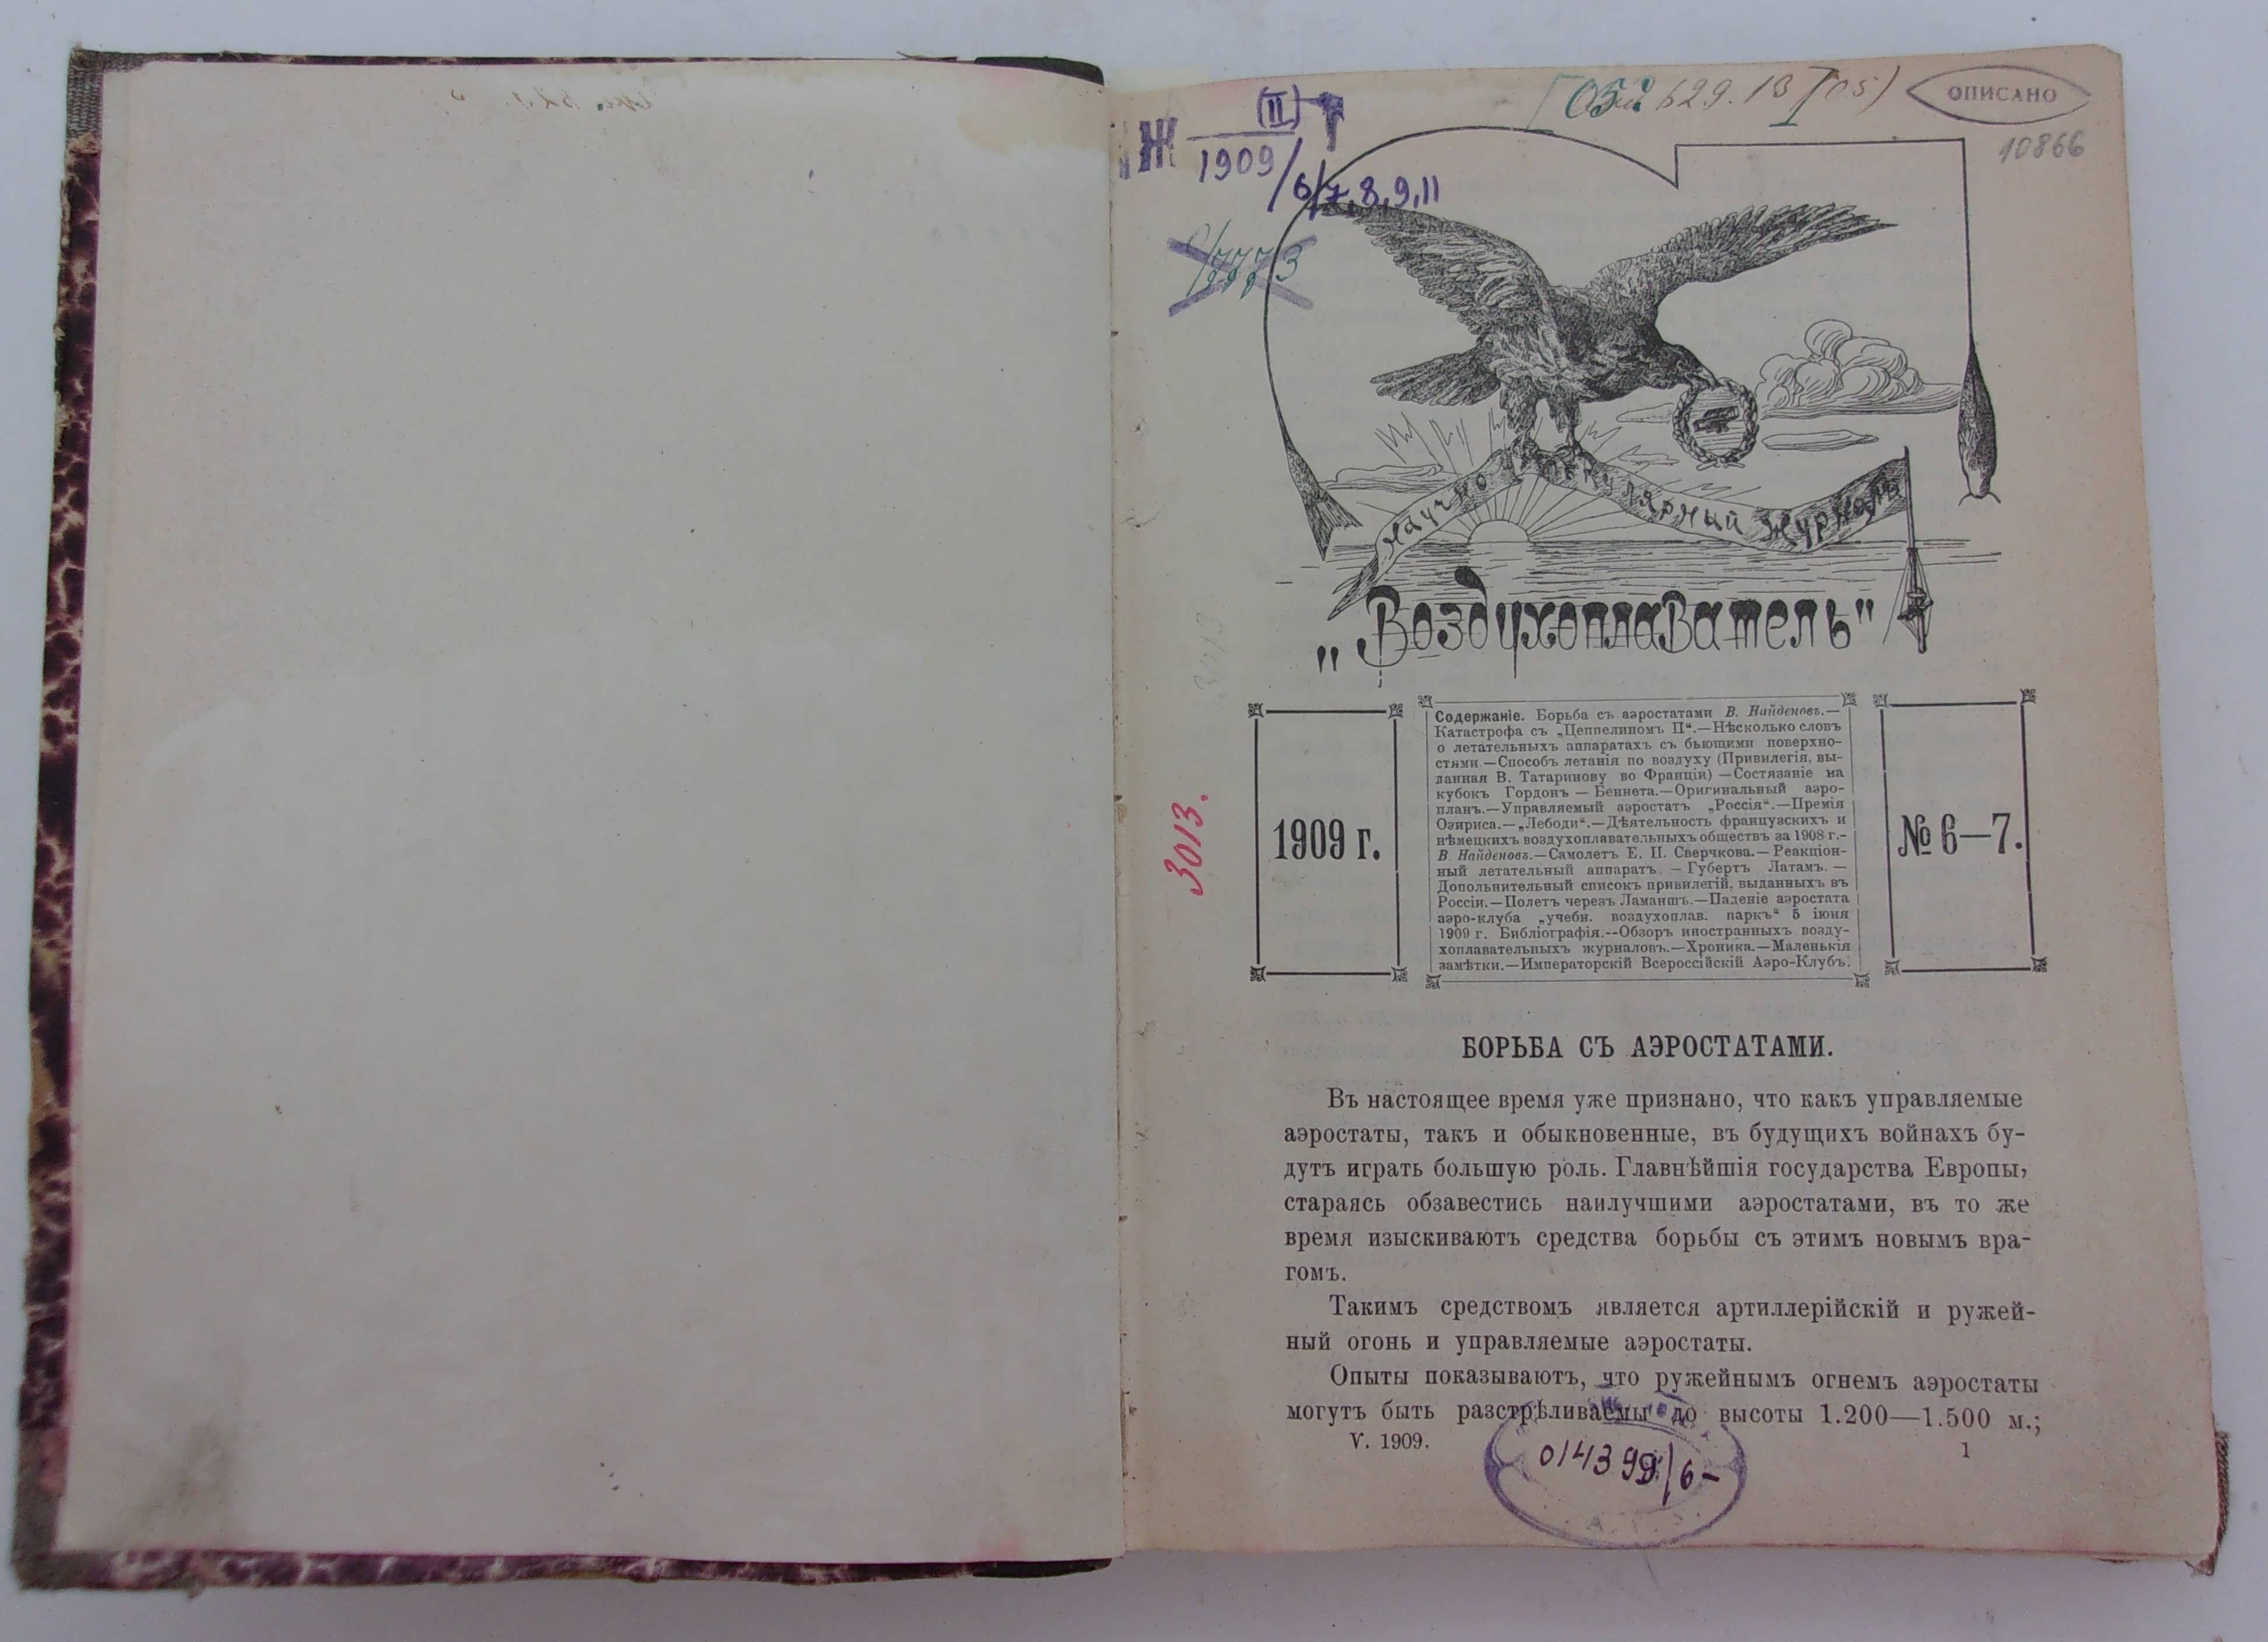 (II)
Ж
1909/6/7,8,9,11
629.13
ОПИСАНО
10866
Научно популярный журналъ
„Воздухоплаватель"
3013.
1909 г.
Содержаніе. Борьба съ аэростатами В. Найденовъ.—
Катастрофа съ „Цеппелиномъ II“.—Нѣсколько словъ
о летательныхъ аппаратахъ съ бьющими поверхно-
стями.—Способъ летанія по воздуху (Привилегія, вы-
данная В. Татаринову во Франціи) —Состязаніе на
кубокъ Гордонъ — Беннета.—Оригинальный аэро-
планъ.—Управляемый аэростатъ „Россія“.—Премія
Озириса.—„Лебоди“.—Дѣятельность французскихъ и
нѣмецкихъ воздухоплавательныхъ обществъ за 1908 г.-
В. Найденовъ.—Самолетъ Е. П. Сверчкова.— Реакціон-
ный летательный аппаратъ. — Губертъ Латамъ. —
Допольнительный списокъ привилегій, выданныхъ въ
Россіи.—Полетъ черезъ Ламаншъ.—Паденіе аэростата
аэро-клуба „учебн. воздухоплав. паркъ“ 5 іюня
1909 г. Библіографія.--Обзоръ иностранныхъ возду-
хоплавательныхъ журналовъ.—Хроника.—Маленькія
замѣтки.—Императорскій Всероссійскій Аэро-Клубъ.
№ 6—7.
БОРЬБА СЪ АЭРОСТАТАМИ.
Въ настоящее время уже признано, что какъ управляемые
аэростаты, такъ и обыкновенные, въ будущихъ войнахъ бу-
дутъ играть большую роль. Главнѣйшія государства Европы,
стараясь обзавестись наилучшими аэростатами, въ то же
время изыскиваютъ средства борьбы съ этимъ новымъ вра-
гомъ.
Такимъ средствомъ является артиллерійскій и ружей-
ный огонь и управляемые аэростаты.
Опыты показываютъ, что ружейнымъ огнемъ аэростаты
могутъ быть разстрѣливаемы до высоты 1.200—1.500 м.;
V. 1909.
1
014399/6-